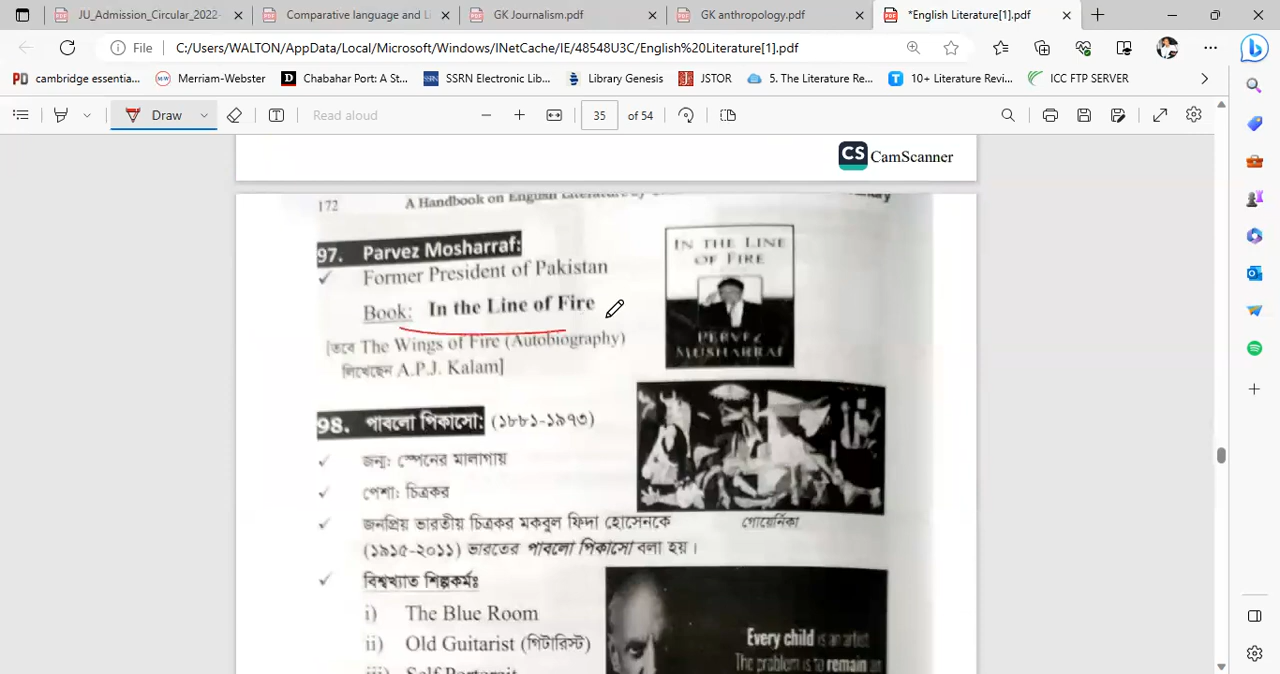 JU_Admission_Circular_2022-
Comparative language and Li
GK Journalism.pdf
GK anthropology.pdf
*English Literature[1].pdf
File
C:/Users/WALTON/AppData/Local/Microsoft/Windows/INetCache/IE/48548U3C/English%20Literature[1].pdf
cambridge essentia...
Merriam-Webster
Chabahar Port: A St...
SSRN Electronic Lib...
Library Genesis
JSTOR
5. The Literature Re...
10+ Literature Revi...
ICC FTP SERVER
Draw
Read aloud
35 of 54
CS CamScanner
172
A Handbook on English Literature by
97. Parvez Mosharraf:
Former President of Pakistan
Book: In the Line of Fire
[তবে The Wings of Fire (Autobiography)
লিখেছেন A.P.J. Kalam]
IN THE LINE
OF FIRE
PERVEZ
MUSHARRAF
98. পাবলো পিকাসো: (১৮৮১-১৯৭৩)
জন্ম: স্পেনের মালাগায়
পেশা: চিত্রকর
জনপ্রিয় ভারতীয় চিত্রকর মকবুল ফিদা হোসেনকে
(১৯১৫-২০১১) ভারতের পাবলো পিকাসো বলা হয়।
গোয়ের্নিকা
বিশ্বখ্যাত শিল্পকর্মঃ
i) The Blue Room
ii) Old Guitarist (গিটারিস্ট)
Every child is an artist.
The problem is to remain an